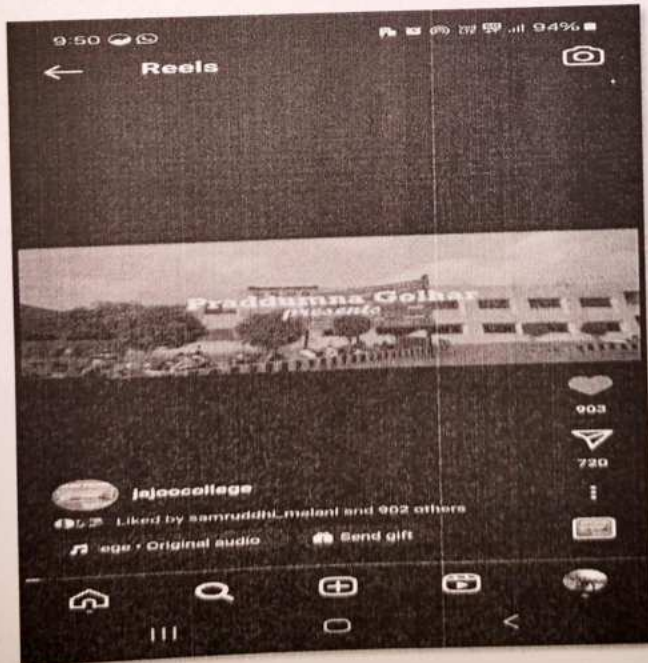 9:50
94%
Reels
Praddumna Golhar
presents
903
720
jajoocollege
Liked by samruddhi_malani and 902 others
ege • Original audio
Send gift